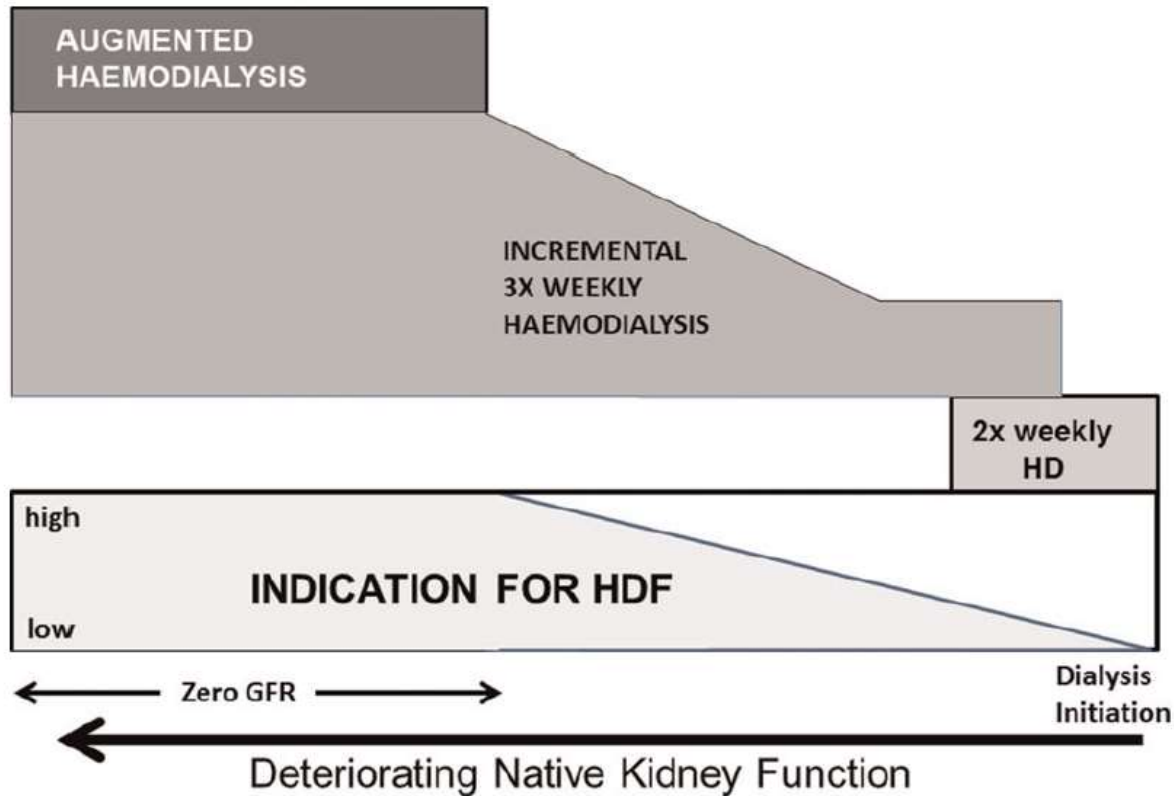 AUGMENTED
HAEMODIALYSIS
INCREMENTAL
3X WEEKLY
HAEMODIALYSIS
2x weekly
HD
high
INDICATION FOR HDF
low
Zero GFR
Dialysis
Initiation
Deteriorating Native Kidney Function